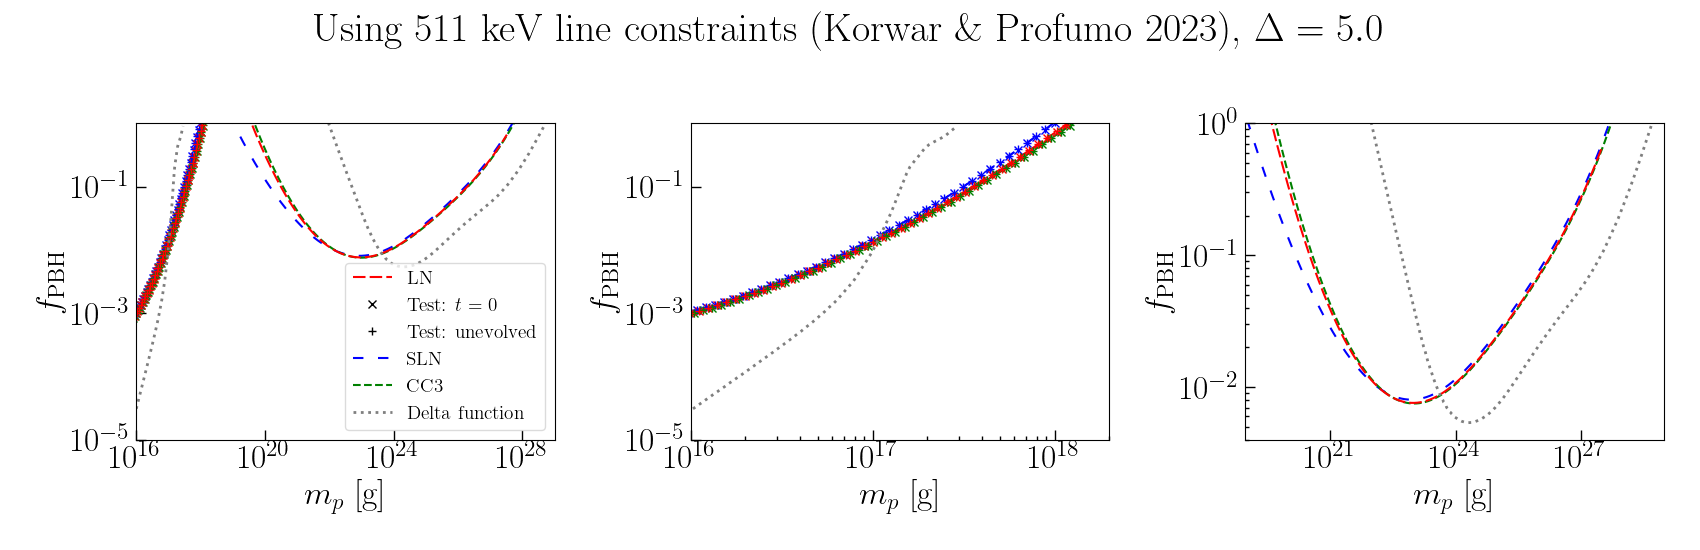 Using 511 keV line constraints (Korwar & Profumo 2023), Δ = 5.0
f_PBH
10^−1
10^−3
10^−5
10^16 10^20 10^24 10^28
m_p [g]
LN
Test: t = 0
Test: unevolved
SLN
CC3
Delta function
f_PBH
10^−1
10^−3
10^−5
10^16 10^17 10^18
m_p [g]
f_PBH
10^0
10^−1
10^−2
10^21 10^24 10^27
m_p [g]